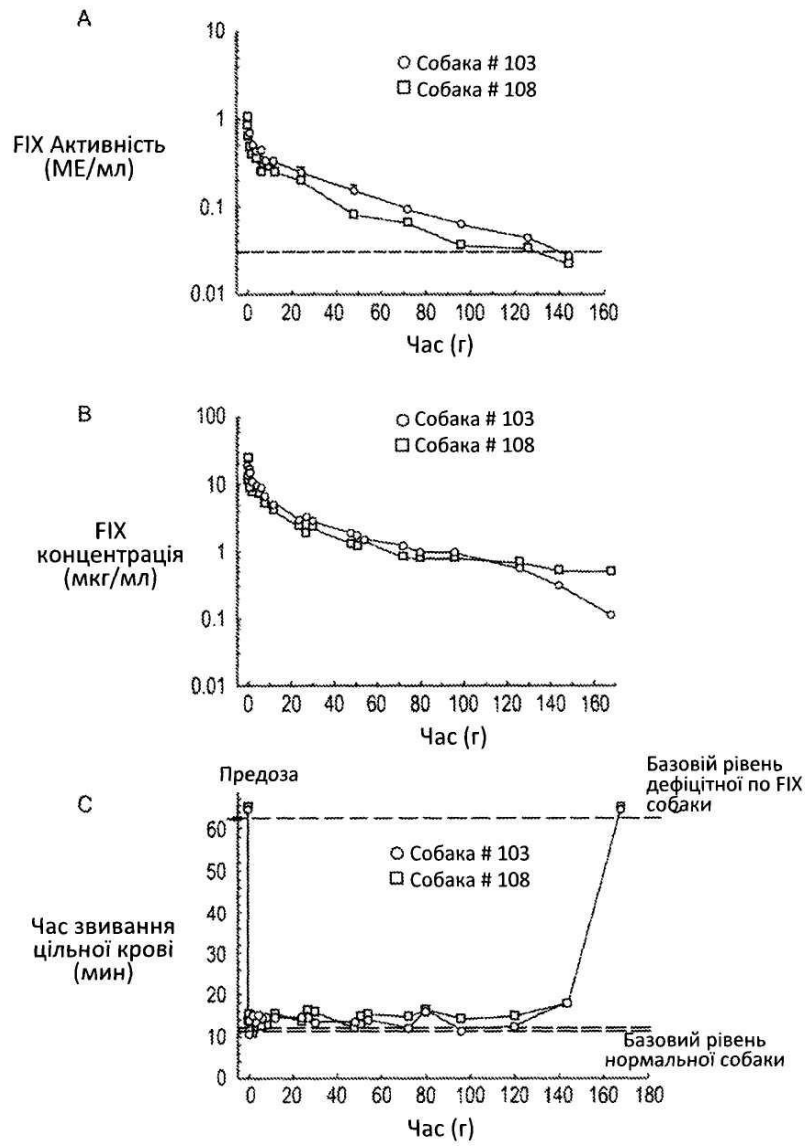 A
10
1
0.1
0.01
FIX Активність
(МЕ/мл)
Собака # 103
Собака # 108
0 20 40 60 80 100 120 140 160
Час (г)
B
100
10
1
0.1
0.01
FIX
концентрація
(мкг/мл)
Собака # 103
Собака # 108
0 20 40 60 80 100 120 140 160
Час (г)
C
Предоза
Базовій рівень
дефіцітної по FIX
собаки
60
50
40
30
20
10
0
Час звивання
цільної крові
(мин)
Собака # 103
Собака # 108
Базовий рівень
нормальної собаки
0 20 40 60 80 100 120 140 160 180
Час (г)